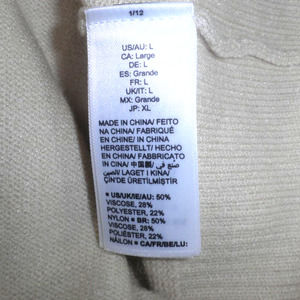 1/12
US/AU: L
CA: Large
DE: L
ES: Grande
FR: L
UK/IT: L
MX: Grande
JP: XL
MADE IN CHINA/ FEITO
NA CHINA/ FABRIQUÉ
EN CHINE/ IN CHINA
HERGESTELLT/ HECHO
EN CHINA/ FABBRICATO
IN CINA/ 中国製/ صنع في
الصين/ LAGET I KINA/
ÇİN'DE ÜRETİLMİŞTİR
■ US/UK/IE/AU: 50%
VISCOSE, 28%
POLYESTER, 22%
NYLON ■ BR: 50%
VISCOSE, 28%
POLIÉSTER, 22%
NÁILON ■ CA/FR/BE/LU: